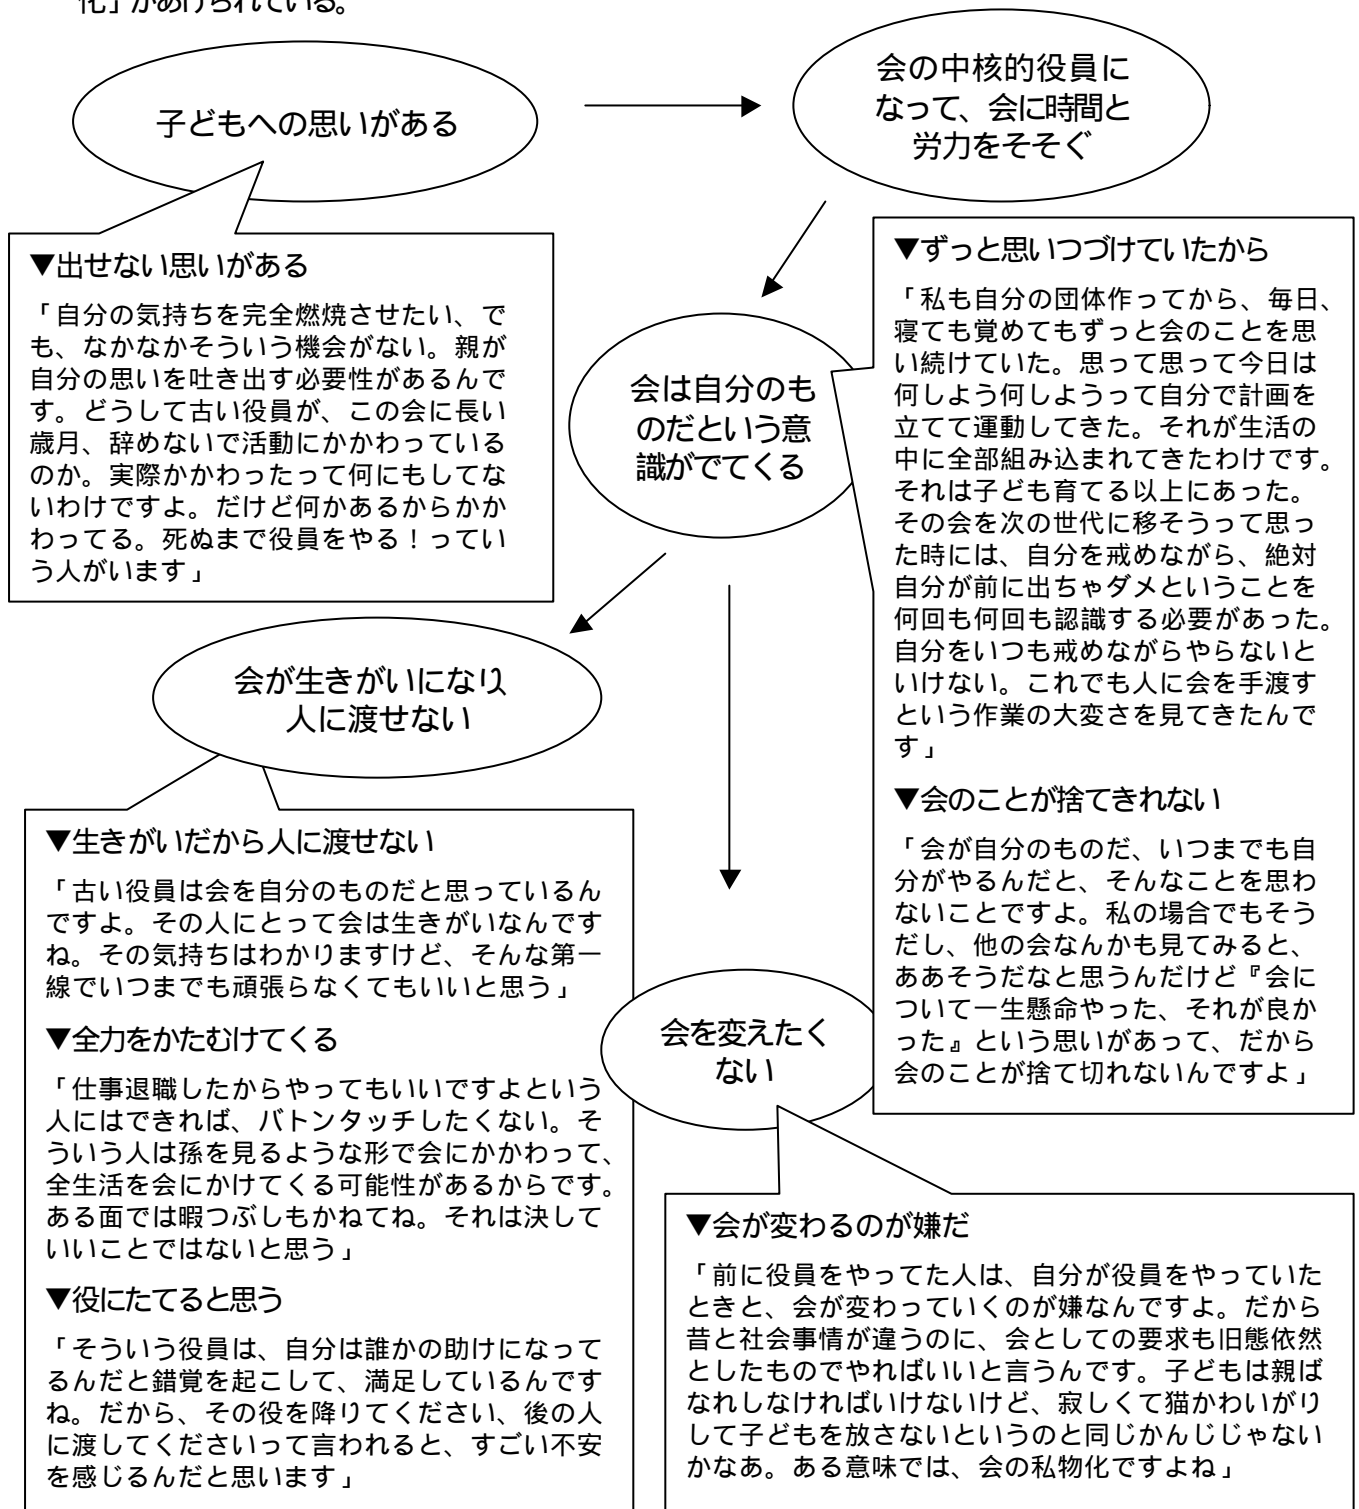 化」があげられている。
子どもへの思いがある
会の中核的役員に
なって、会に時間と
労力をそそぐ
▼出せない思いがある
「自分の気持ちを完全燃焼させたい、で
も、なかなかそういう機会がない。親が
自分の思いを吐き出す必要性があるんで
す。どうして古い役員が、この会に長い
歳月、辞めないで活動にかかわっている
のか。実際かかわったって何にもしてな
いわけですよ。だけど何かあるからかか
わってる。死ぬまで役員をやる！ってい
う人がいます」
会は自分のも
のだという意
識がでてくる
▼ずっと思いつづけていたから
「私も自分の団体作ってから、毎日、
寝ても覚めてもずっと会のことを思
い続けていた。思って思って今日は
何しよう何しようって自分で計画を
立てて運動してきた。それが生活の
中に全部組み込まれてきたわけです。
それは子ども育てる以上にあった。
その会を次の世代に移そうって思っ
た時には、自分を戒めながら、絶対
自分が前に出ちゃダメということを
何回も何回も認識する必要があった。
自分をいつも戒めながらやらないと
いけない。これでも人に会を手渡す
という作業の大変さを見てきたんで
す」
▼会のことが捨てきれない
「会が自分のものだ、いつまでも自
分がやるんだと、そんなことを思わ
ないことですよ。私の場合でもそう
だし、他の会なんかも見てみると、
ああそうだなと思うんだけど『会に
ついて一生懸命やった、それが良か
った』という思いがあって、だから
会のことが捨て切れないんですよ」
会が生きがいになり、
人に渡せない
▼生きがいだから人に渡せない
「古い役員は会を自分のものだと思っているん
ですよ。その人にとって会は生きがいなんです
ね。その気持ちはわかりますけど、そんな第一
線でいつまでも頑張らなくてもいいと思う」
▼全力をかたむけてくる
「仕事退職したからやってもいいですよという
人にはできれば、バトンタッチしたくない。そ
ういう人は孫を見るような形で会にかかわって、
全生活を会にかけてくる可能性があるからです。
ある面では暇つぶしもかねてね。それは決して
いいことではないと思う」
▼役にたてると思う
「そういう役員は、自分は誰かの助けになって
るんだと錯覚を起こして、満足しているんです
ね。だから、その役を降りてください、後の人
に渡してくださいって言われると、すごい不安
を感じるんだと思います」
会を変えたく
ない
▼会が変わるのが嫌だ
「前に役員をやってた人は、自分が役員をやっていた
ときと、会が変わっていくのが嫌なんですよ。だから
昔と社会事情が違うのに、会としての要求も旧態依然
としたものでやればいいと言うんです。子どもは親ば
なれしなければいけないけど、寂しくて猫かわいがり
して子どもを放さないというのと同じかんじじゃない
かなあ。ある意味では、会の私物化ですよね」